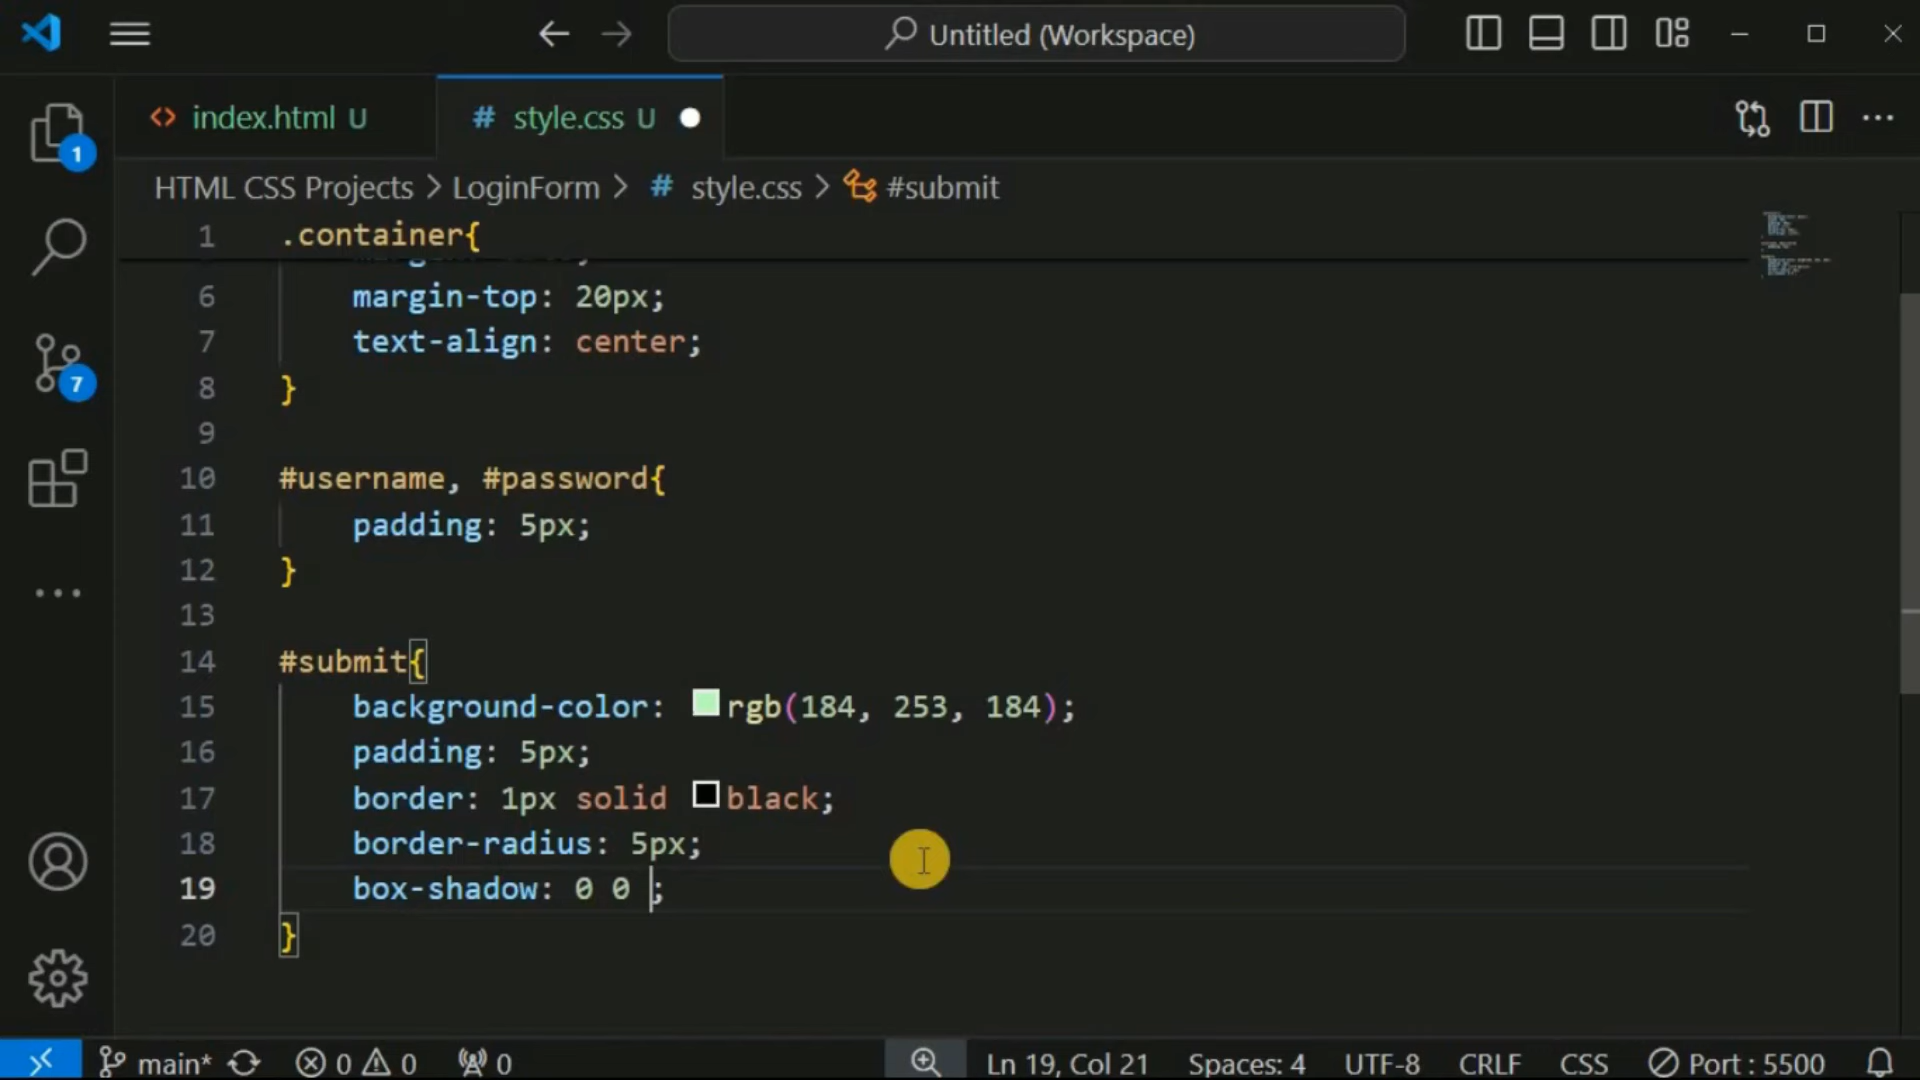 Untitled (Workspace)
index.html U
style.css U
HTML CSS Projects > LoginForm > # style.css > #submit
1 .container{
6 margin-top: 20px;
7 text-align: center;
8 }
9
10 #username, #password{
11 padding: 5px;
12 }
13
14 #submit{
15 background-color: rgb(184, 253, 184);
16 padding: 5px;
17 border: 1px solid black;
18 border-radius: 5px;
19 box-shadow: 0 0 ;
20 }
1
7
main* 0 0 0 Ln 19, Col 21 Spaces: 4 UTF-8 CRLF CSS Port : 5500